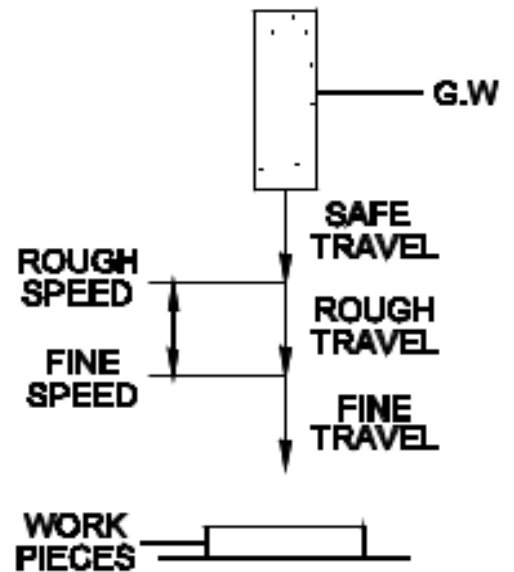 G.W
SAFE
TRAVEL
ROUGH
SPEED
ROUGH
TRAVEL
FINE
SPEED
FINE
TRAVEL
WORK
PIECES